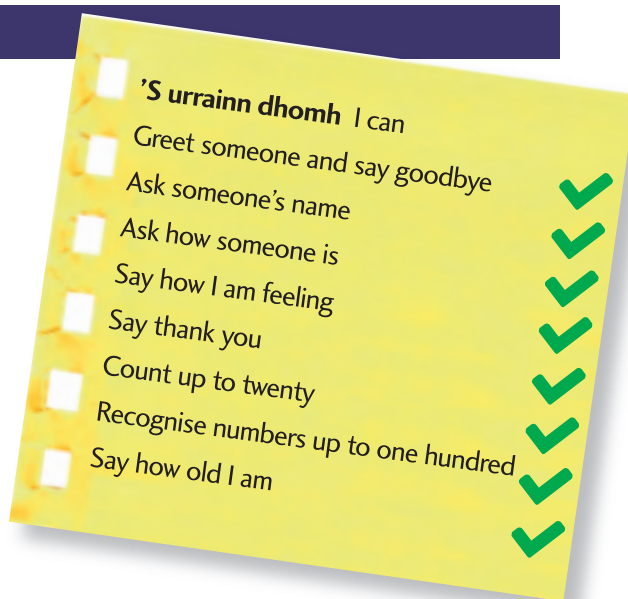 ’S urrainn dhomh I can
Greet someone and say goodbye
Ask someone’s name
Ask how someone is
Say how I am feeling
Say thank you
Count up to twenty
Recognise numbers up to one hundred
Say how old I am